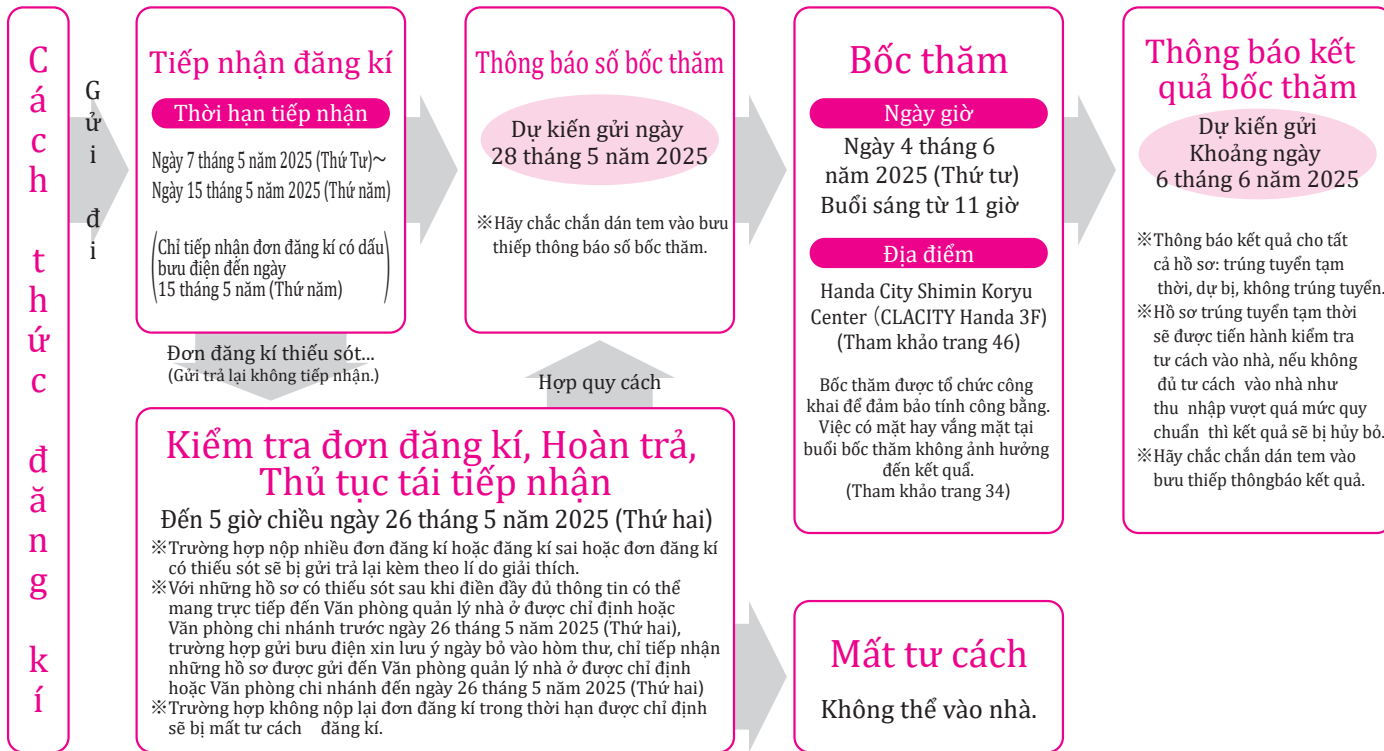 Cách thức đăng kí
Gửi đi
Tiếp nhận đăng kí
Thời hạn tiếp nhận
Ngày 7 tháng 5 năm 2025 (Thứ Tư)～
Ngày 15 tháng 5 năm 2025 (Thứ năm)
(Chỉ tiếp nhận đơn đăng kí có dấu
bưu điện đến ngày
15 tháng 5 năm (Thứ năm))
Thông báo số bốc thăm
Dự kiến gửi ngày
28 tháng 5 năm 2025
※Hãy chắc chắn dán tem vào bưu
thiếp thông báo số bốc thăm.
Bốc thăm
Ngày giờ
Ngày 4 tháng 6
năm 2025 (Thứ tư)
Buổi sáng từ 11 giờ
Địa điểm
Handa City Shimin Koryu
Center（CLACITY Handa 3F)
(Tham khảo trang 46)
Bốc thăm được tổ chức công
khai để đảm bảo tính công bằng.
Việc có mặt hay vắng mặt tại
buổi bốc thăm không ảnh hưởng
đến kết quẩ.
(Tham khảo trang 34)
Thông báo kết
quả bốc thăm
Dự kiến gửi
Khoảng ngày
6 tháng 6 năm 2025
※Thông báo kết quả cho tất
cả hồ sơ: trúng tuyển tạm
thời, dự bị, không trúng tuyển.
※Hồ sơ trúng tuyển tạm thời
sẽ được tiến hành kiểm tra
tư cách vào nhà, nếu không
đủ tư cách vào nhà như
thu nhập vượt quá mức quy
chuẩn thì kết quả sẽ bị hủy bỏ.
※Hãy chắc chắn dán tem vào
bưu thiếp thôngbáo kết quả.
Đơn đăng kí thiếu sót...
(Gửi trả lại không tiếp nhận.)
Hợp quy cách
Kiểm tra đơn đăng kí, Hoàn trả,
Thủ tục tái tiếp nhận
Đến 5 giờ chiều ngày 26 tháng 5 năm 2025 (Thứ hai)
※Trường hợp nộp nhiều đơn đăng kí hoặc đăng kí sai hoặc đơn đăng kí
có thiếu sót sẽ bị gửi trả lại kèm theo lí do giải thích.
※Với những hồ sơ có thiếu sót sau khi điền đầy đủ thông tin có thể
mang trực tiếp đến Văn phòng quản lý nhà ở được chỉ định hoặc
Văn phòng chi nhánh trước ngày 26 tháng 5 năm 2025 (Thứ hai),
trường hợp gửi bưu điện xin lưu ý ngày bỏ vào hòm thư, chỉ tiếp nhận
những hồ sơ được gửi đến Văn phòng quản lý nhà ở được chỉ định
hoặc Văn phòng chi nhánh đến ngày 26 tháng 5 năm 2025 (Thứ hai)
※Trường hợp không nộp lại đơn đăng kí trong thời hạn được chỉ định
sẽ bị mất tư cách đăng kí.
Mất tư cách
Không thể vào nhà.